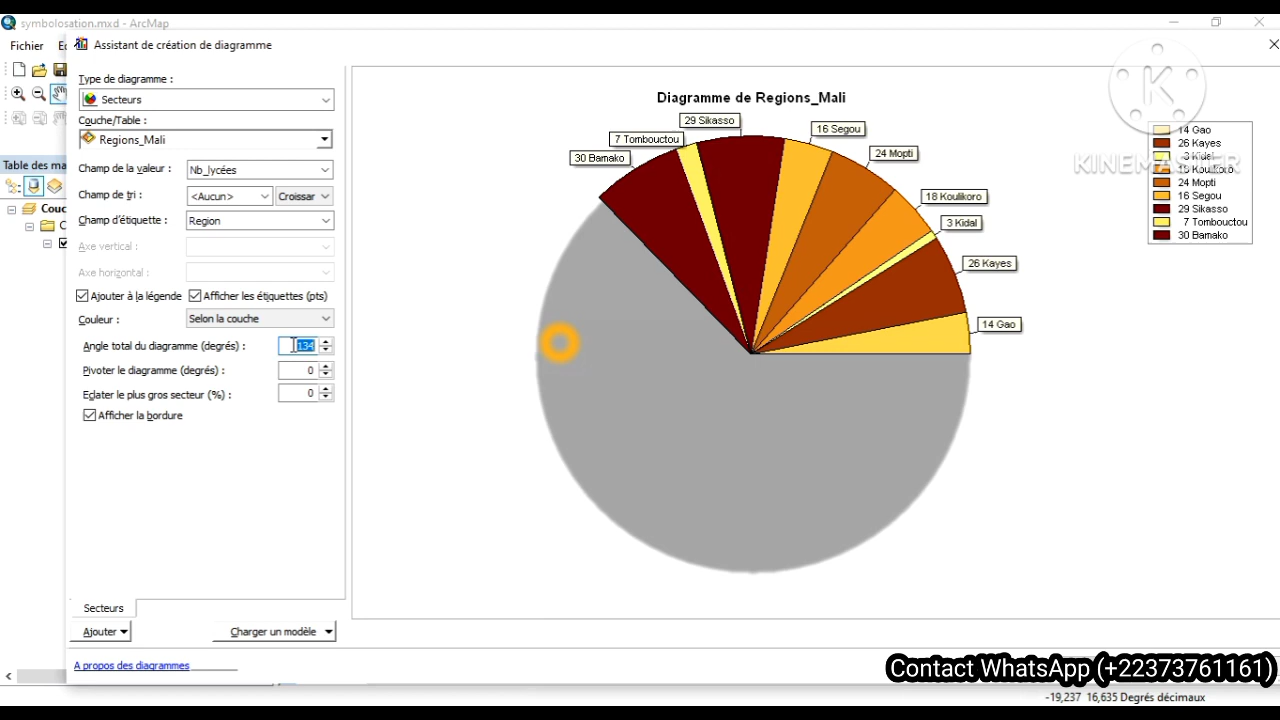 symbolosation.mxd - ArcMap
Fichier
Assistant de création de diagramme
Type de diagramme :
Secteurs
Couche/Table :
Regions_Mali
Champ de la valeur :
Nb_lycées
Champ de tri :
<Aucun>
Croissar
Champ d'étiquette :
Region
Axe vertical :
Axe horizontal :
Ajouter à la légende
Afficher les étiquettes (pts)
Couleur :
Selon la couche
Angle total du diagramme (degrés) :
134
Pivoter le diagramme (degrés) :
0
Eclater le plus gros secteur (%) :
0
Afficher la bordure
Table des ma
Couc
Secteurs
Ajouter
Charger un modèle
A propos des diagrammes
Diagramme de Regions_Mali
29 Sikasso
7 Tombouctou
30 Bamako
16 Segou
24 Mopti
18 Koulikoro
3 Kidal
26 Kayes
14 Gao
14 Gao
26 Kayes
3 Kidal
18 Koulikoro
24 Mopti
16 Segou
29 Sikasso
7 Tombouctou
30 Bamako
K
KINEMASTER
Contact WhatsApp (+22373761161)
-19,237 16,635 Degrés décimaux